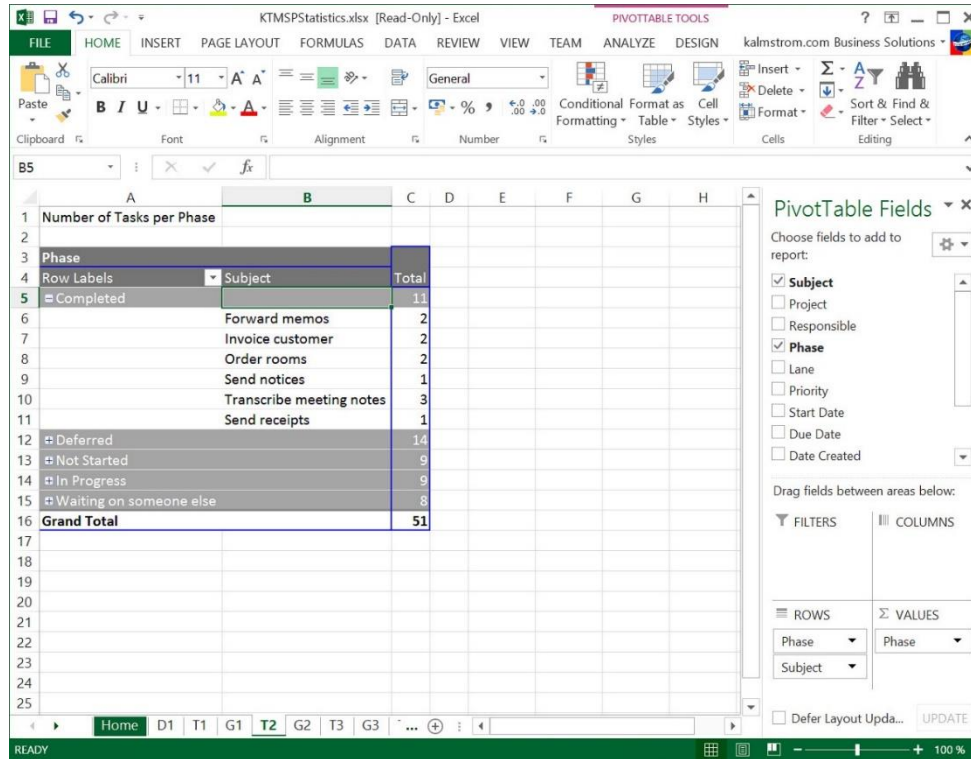 KTMSPStatistics.xlsx [Read-Only] - Excel
PIVOTTABLE TOOLS
?
FILE HOME INSERT PAGE LAYOUT FORMULAS DATA REVIEW VIEW TEAM ANALYZE DESIGN kalmstrom.com Business Solutions
Paste
Calibri 11 A A
General
B I U A
% , .00
Conditional Formatting
Format as Table
Cell Styles
Insert
Delete
Format
Σ
Sort & Filter
Find & Select
Clipboard Font Alignment Number Styles Cells Editing
B5 fx
A B C D E F G H
1 Number of Tasks per Phase
2
3 Phase
4 Row Labels Subject Total
5 Completed 11
6 Forward memos 2
7 Invoice customer 2
8 Order rooms 2
9 Send notices 1
10 Transcribe meeting notes 3
11 Send receipts 1
12 Deferred 14
13 Not Started 9
14 In Progress 9
15 Waiting on someone else 8
16 Grand Total 51
17
18
19
20
21
22
23
24
25
PivotTable Fields
Choose fields to add to
report:
Subject
Project
Responsible
Phase
Lane
Priority
Start Date
Due Date
Date Created
Drag fields between areas below:
FILTERS COLUMNS
ROWS Σ VALUES
Phase Phase
Subject
Defer Layout Upda... UPDATE
Home D1 T1 G1 T2 G2 T3 G3 ...
READY 100 %